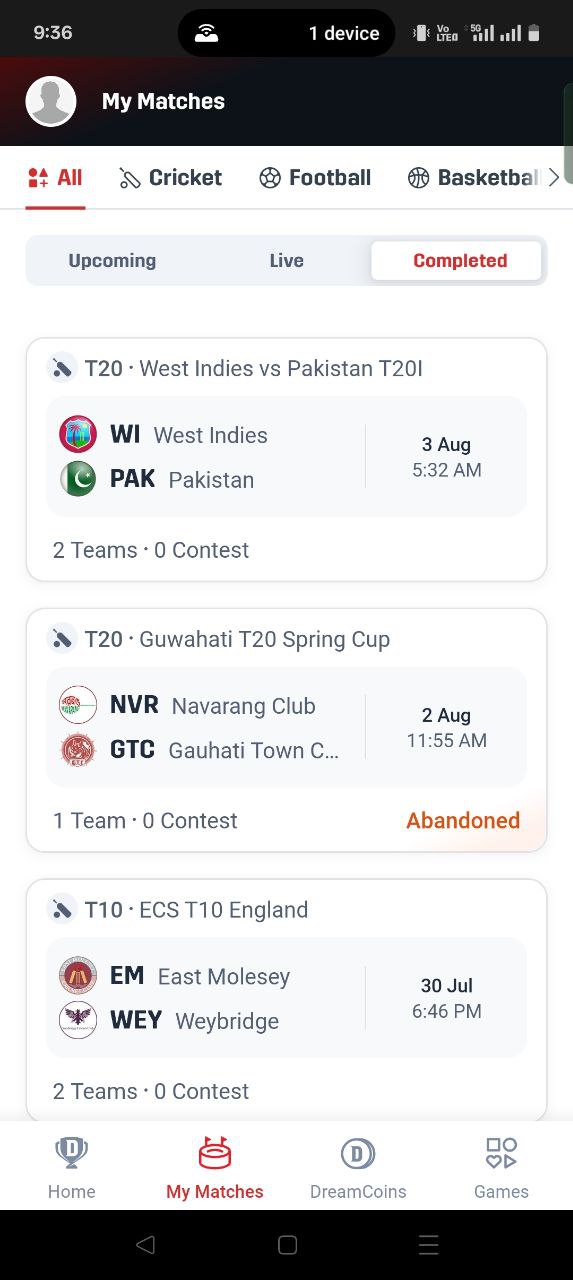 9:36
1 device
Vo
LTE
5G
My Matches
All
Cricket
Football
Basketbal
Upcoming
Live
Completed
T20 · West Indies vs Pakistan T20I
WI West Indies
3 Aug
5:32 AM
PAK Pakistan
2 Teams · 0 Contest
T20 · Guwahati T20 Spring Cup
NVR Navarang Club
2 Aug
11:55 AM
GTC Gauhati Town C...
1 Team · 0 Contest
Abandoned
T10 · ECS T10 England
EM East Molesey
30 Jul
6:46 PM
WEY Weybridge
2 Teams · 0 Contest
Home
My Matches
DreamCoins
Games